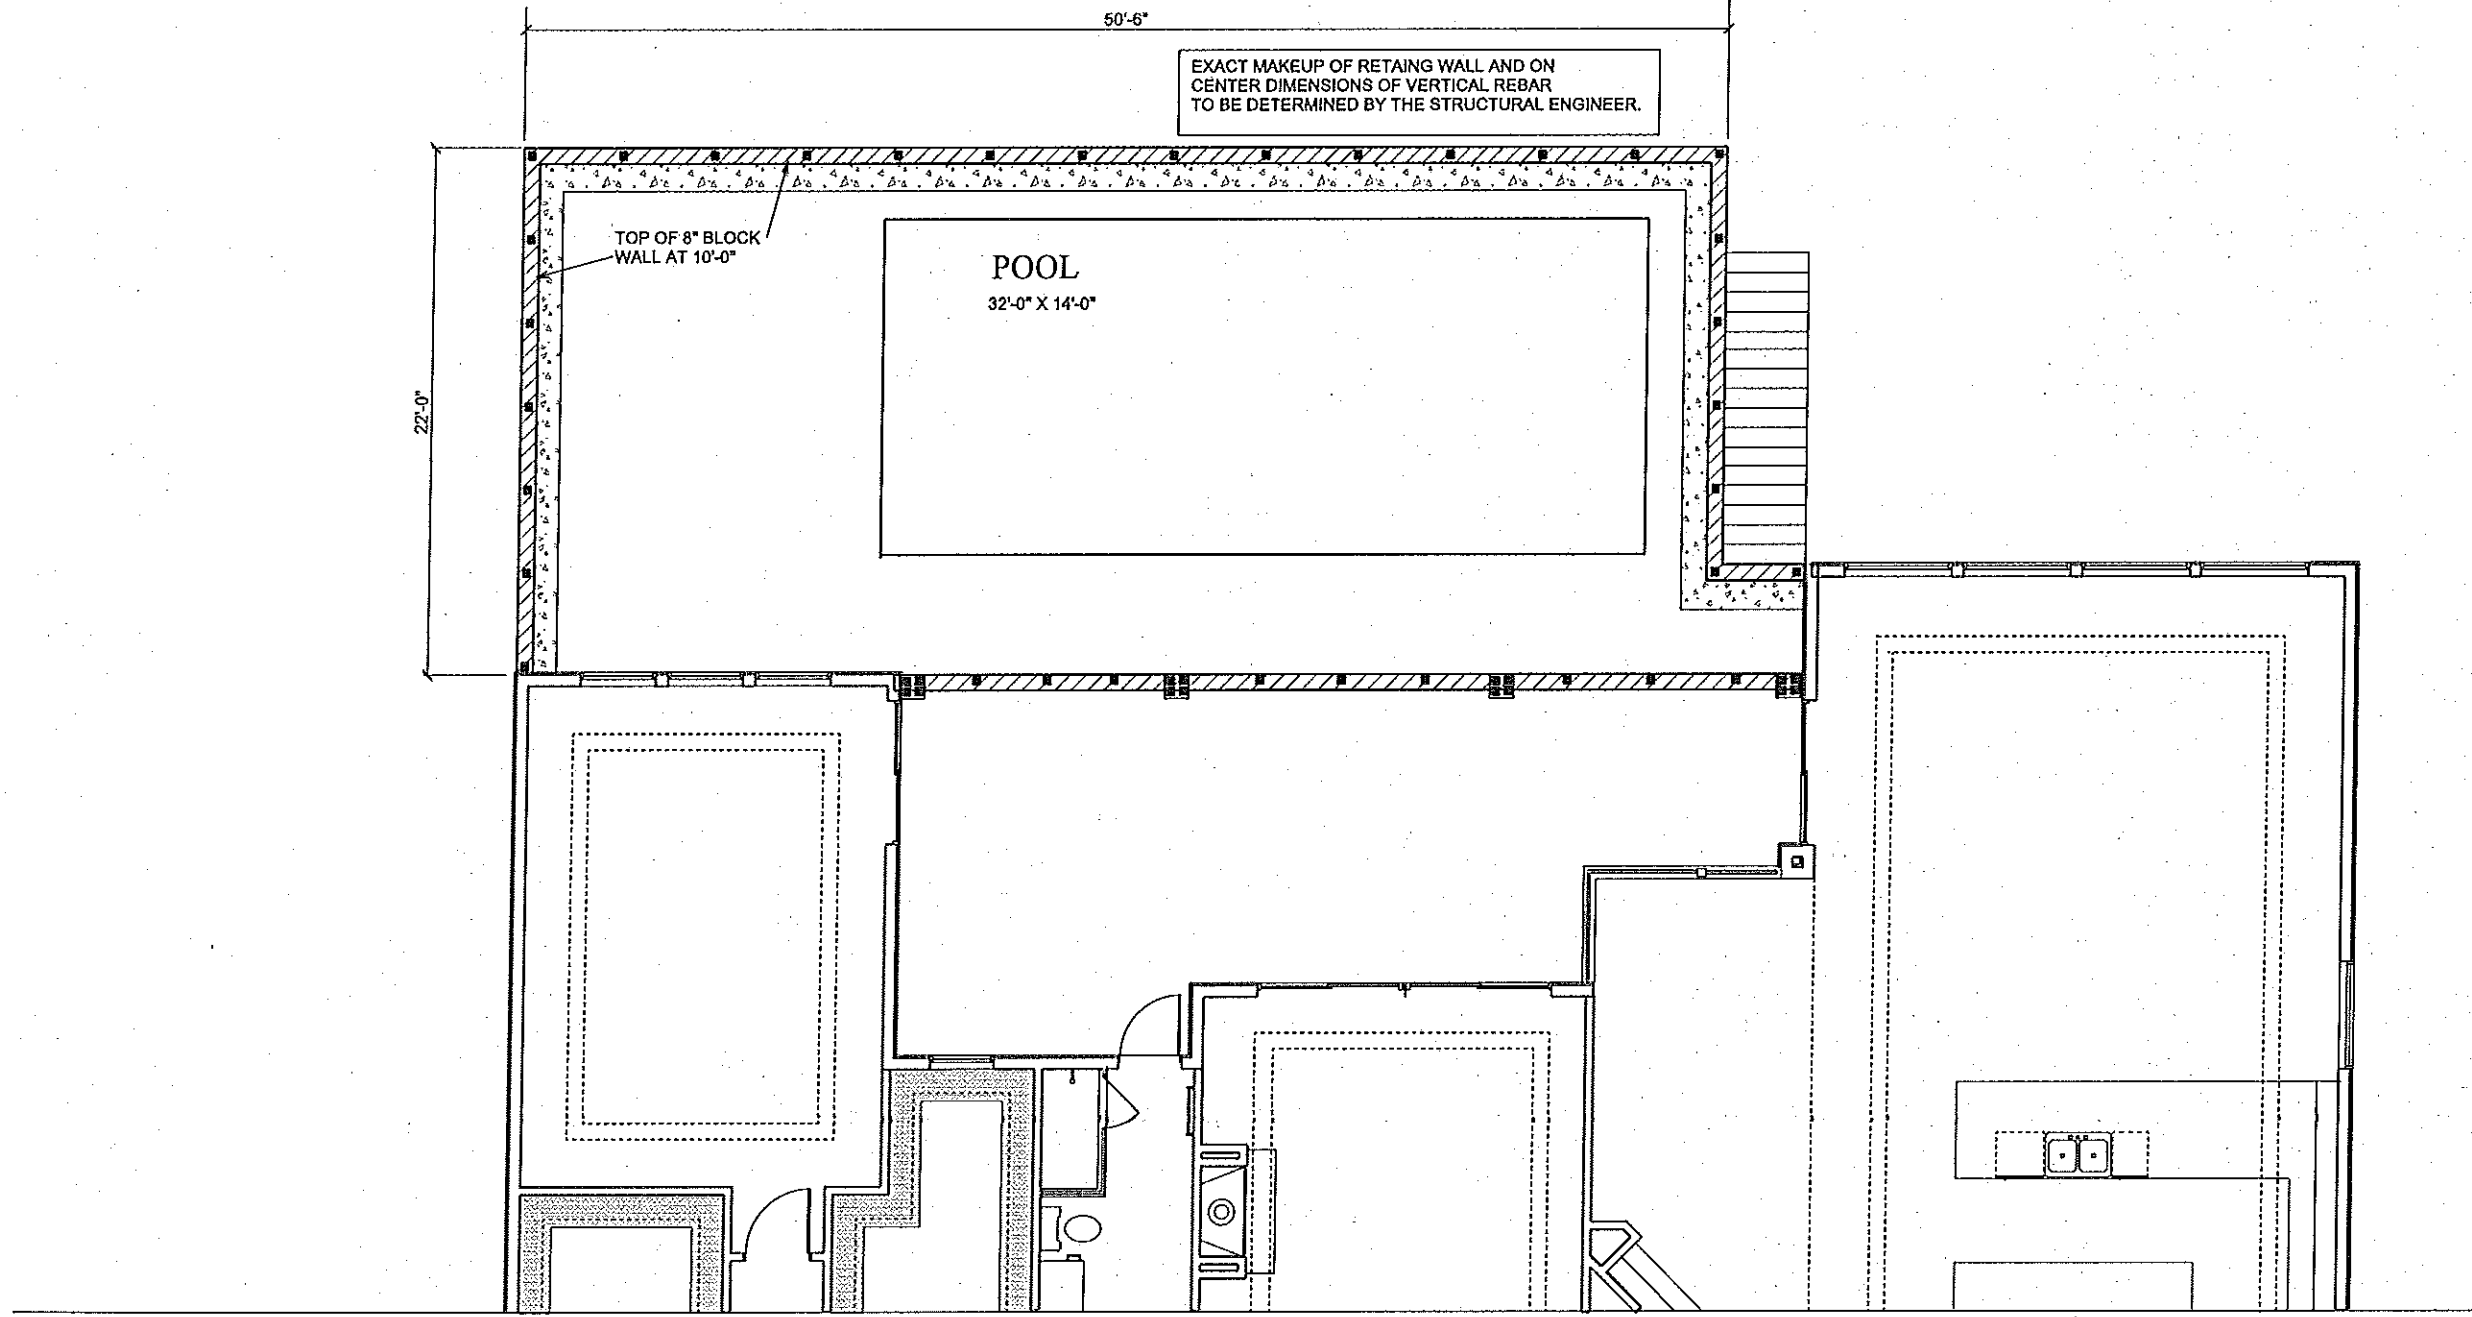 50'-6"
EXACT MAKEUP OF RETAING WALL AND ON
CENTER DIMENSIONS OF VERTICAL REBAR
TO BE DETERMINED BY THE STRUCTURAL ENGINEER.
TOP OF 8" BLOCK
WALL AT 10'-0"
POOL
32'-0" X 14'-0"
22'-0"